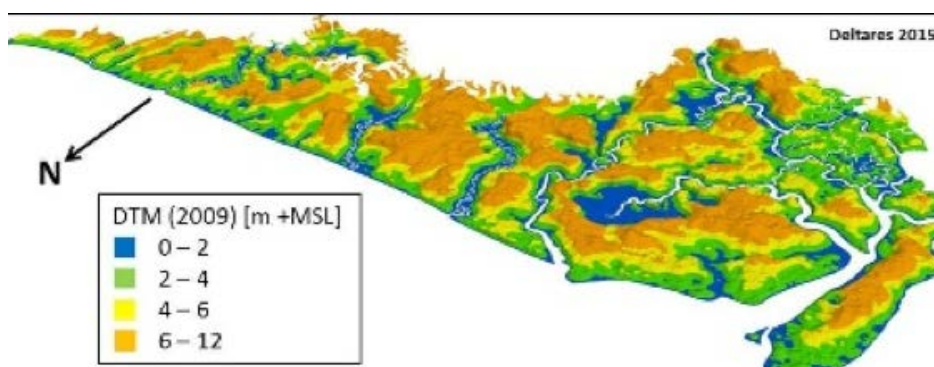 Deltares 2015
N
DTM (2009) [m +MSL]
0 – 2
2 – 4
4 – 6
6 – 12